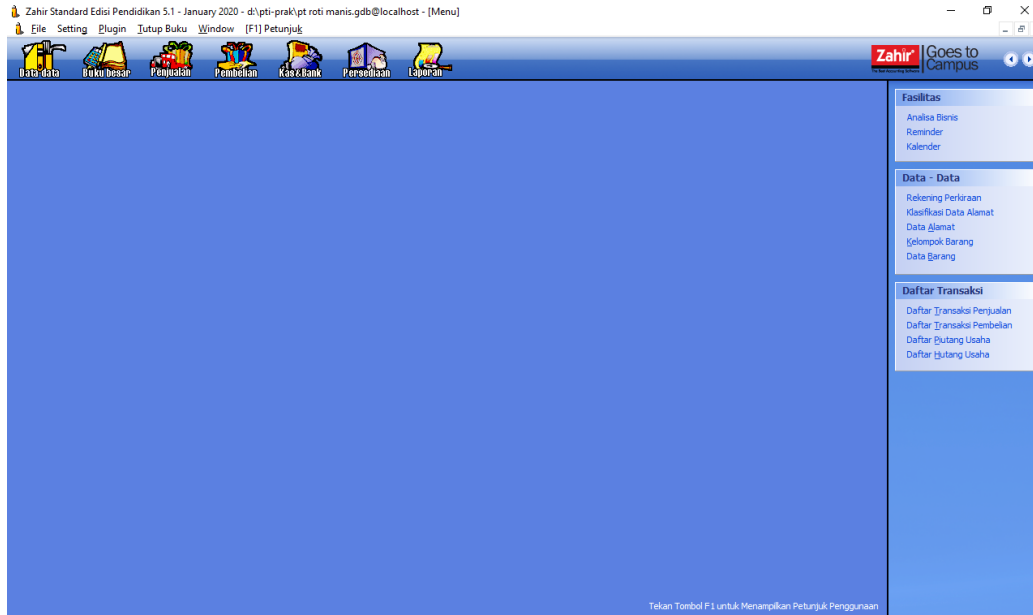 Zahir Standard Edisi Pendidikan 5.1 - January 2020 - d:\pti-prak\pt roti manis.gdb@localhost - [Menu]
File Setting Plugin Tutup Buku Window [F1] Petunjuk
Data-data Buku besar Penjualan Pembelian Kas & Bank Persediaan Laporan
Zahir Goes to
Campus
Fasilitas
Analisa Bisnis
Reminder
Kalender
Data - Data
Rekening Perkiraan
Klasifikasi Data Alamat
Data Alamat
Kelompok Barang
Data Barang
Daftar Transaksi
Daftar Transaksi Penjualan
Daftar Transaksi Pembelian
Daftar Piutang Usaha
Daftar Hutang Usaha
Tekan Tombol F1 untuk Menampilkan Petunjuk Penggunaan